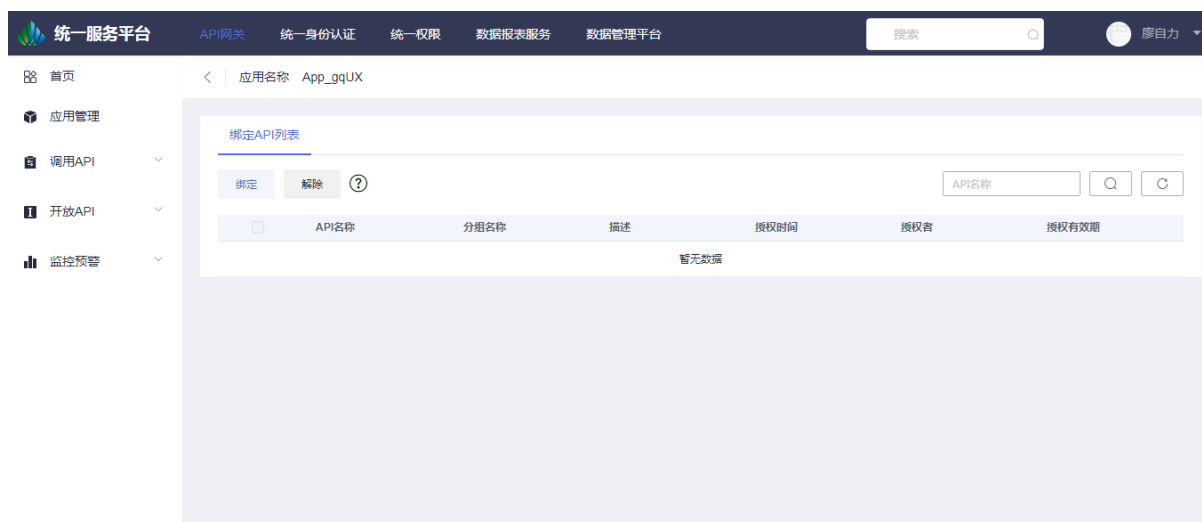 统一服务平台 API网关 统一身份认证 统一权限 数据报表服务 数据管理平台 搜索 廖自力
首页
应用名称 App_gqUX
应用管理
绑定API列表
调用API
绑定 解除 ? API名称
开放API
API名称 分组名称 描述 授权时间 授权者 授权有效期
监控预警
暂无数据